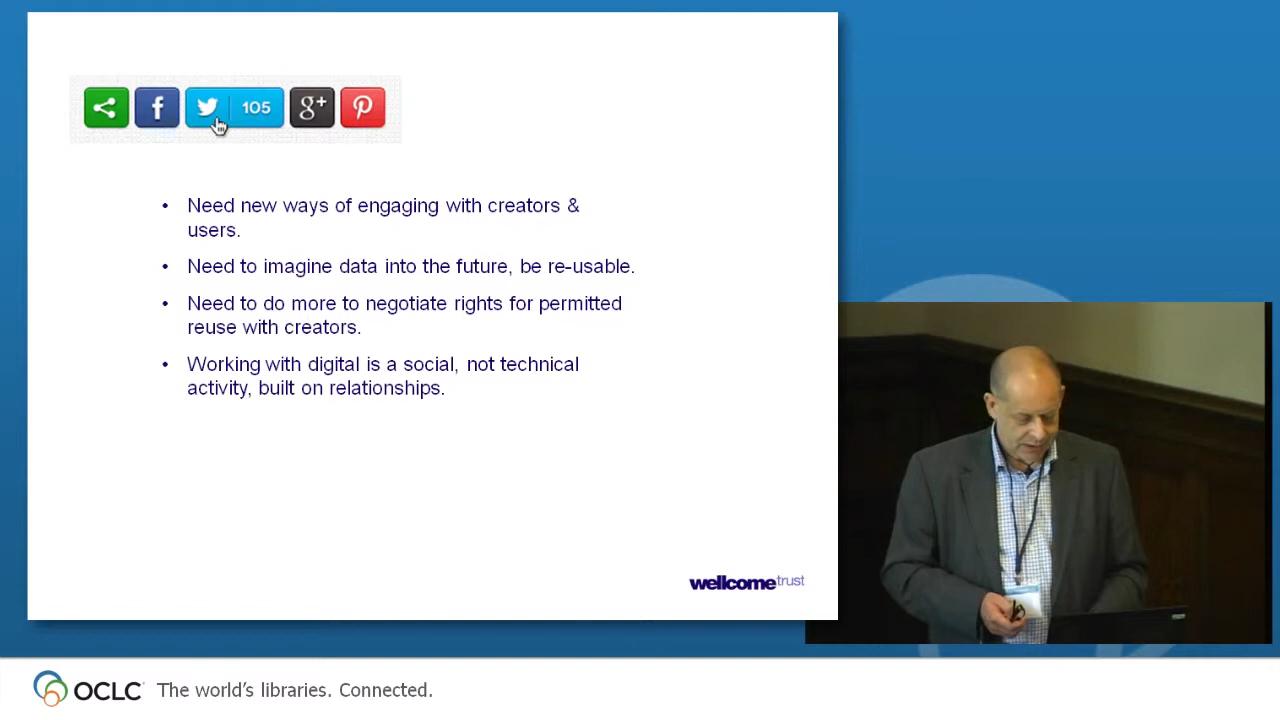 105
g+
• Need new ways of engaging with creators &
users.
• Need to imagine data into the future, be re-usable.
• Need to do more to negotiate rights for permitted
reuse with creators.
• Working with digital is a social, not technical
activity, built on relationships.
wellcometrust
OCLC The world's libraries. Connected.